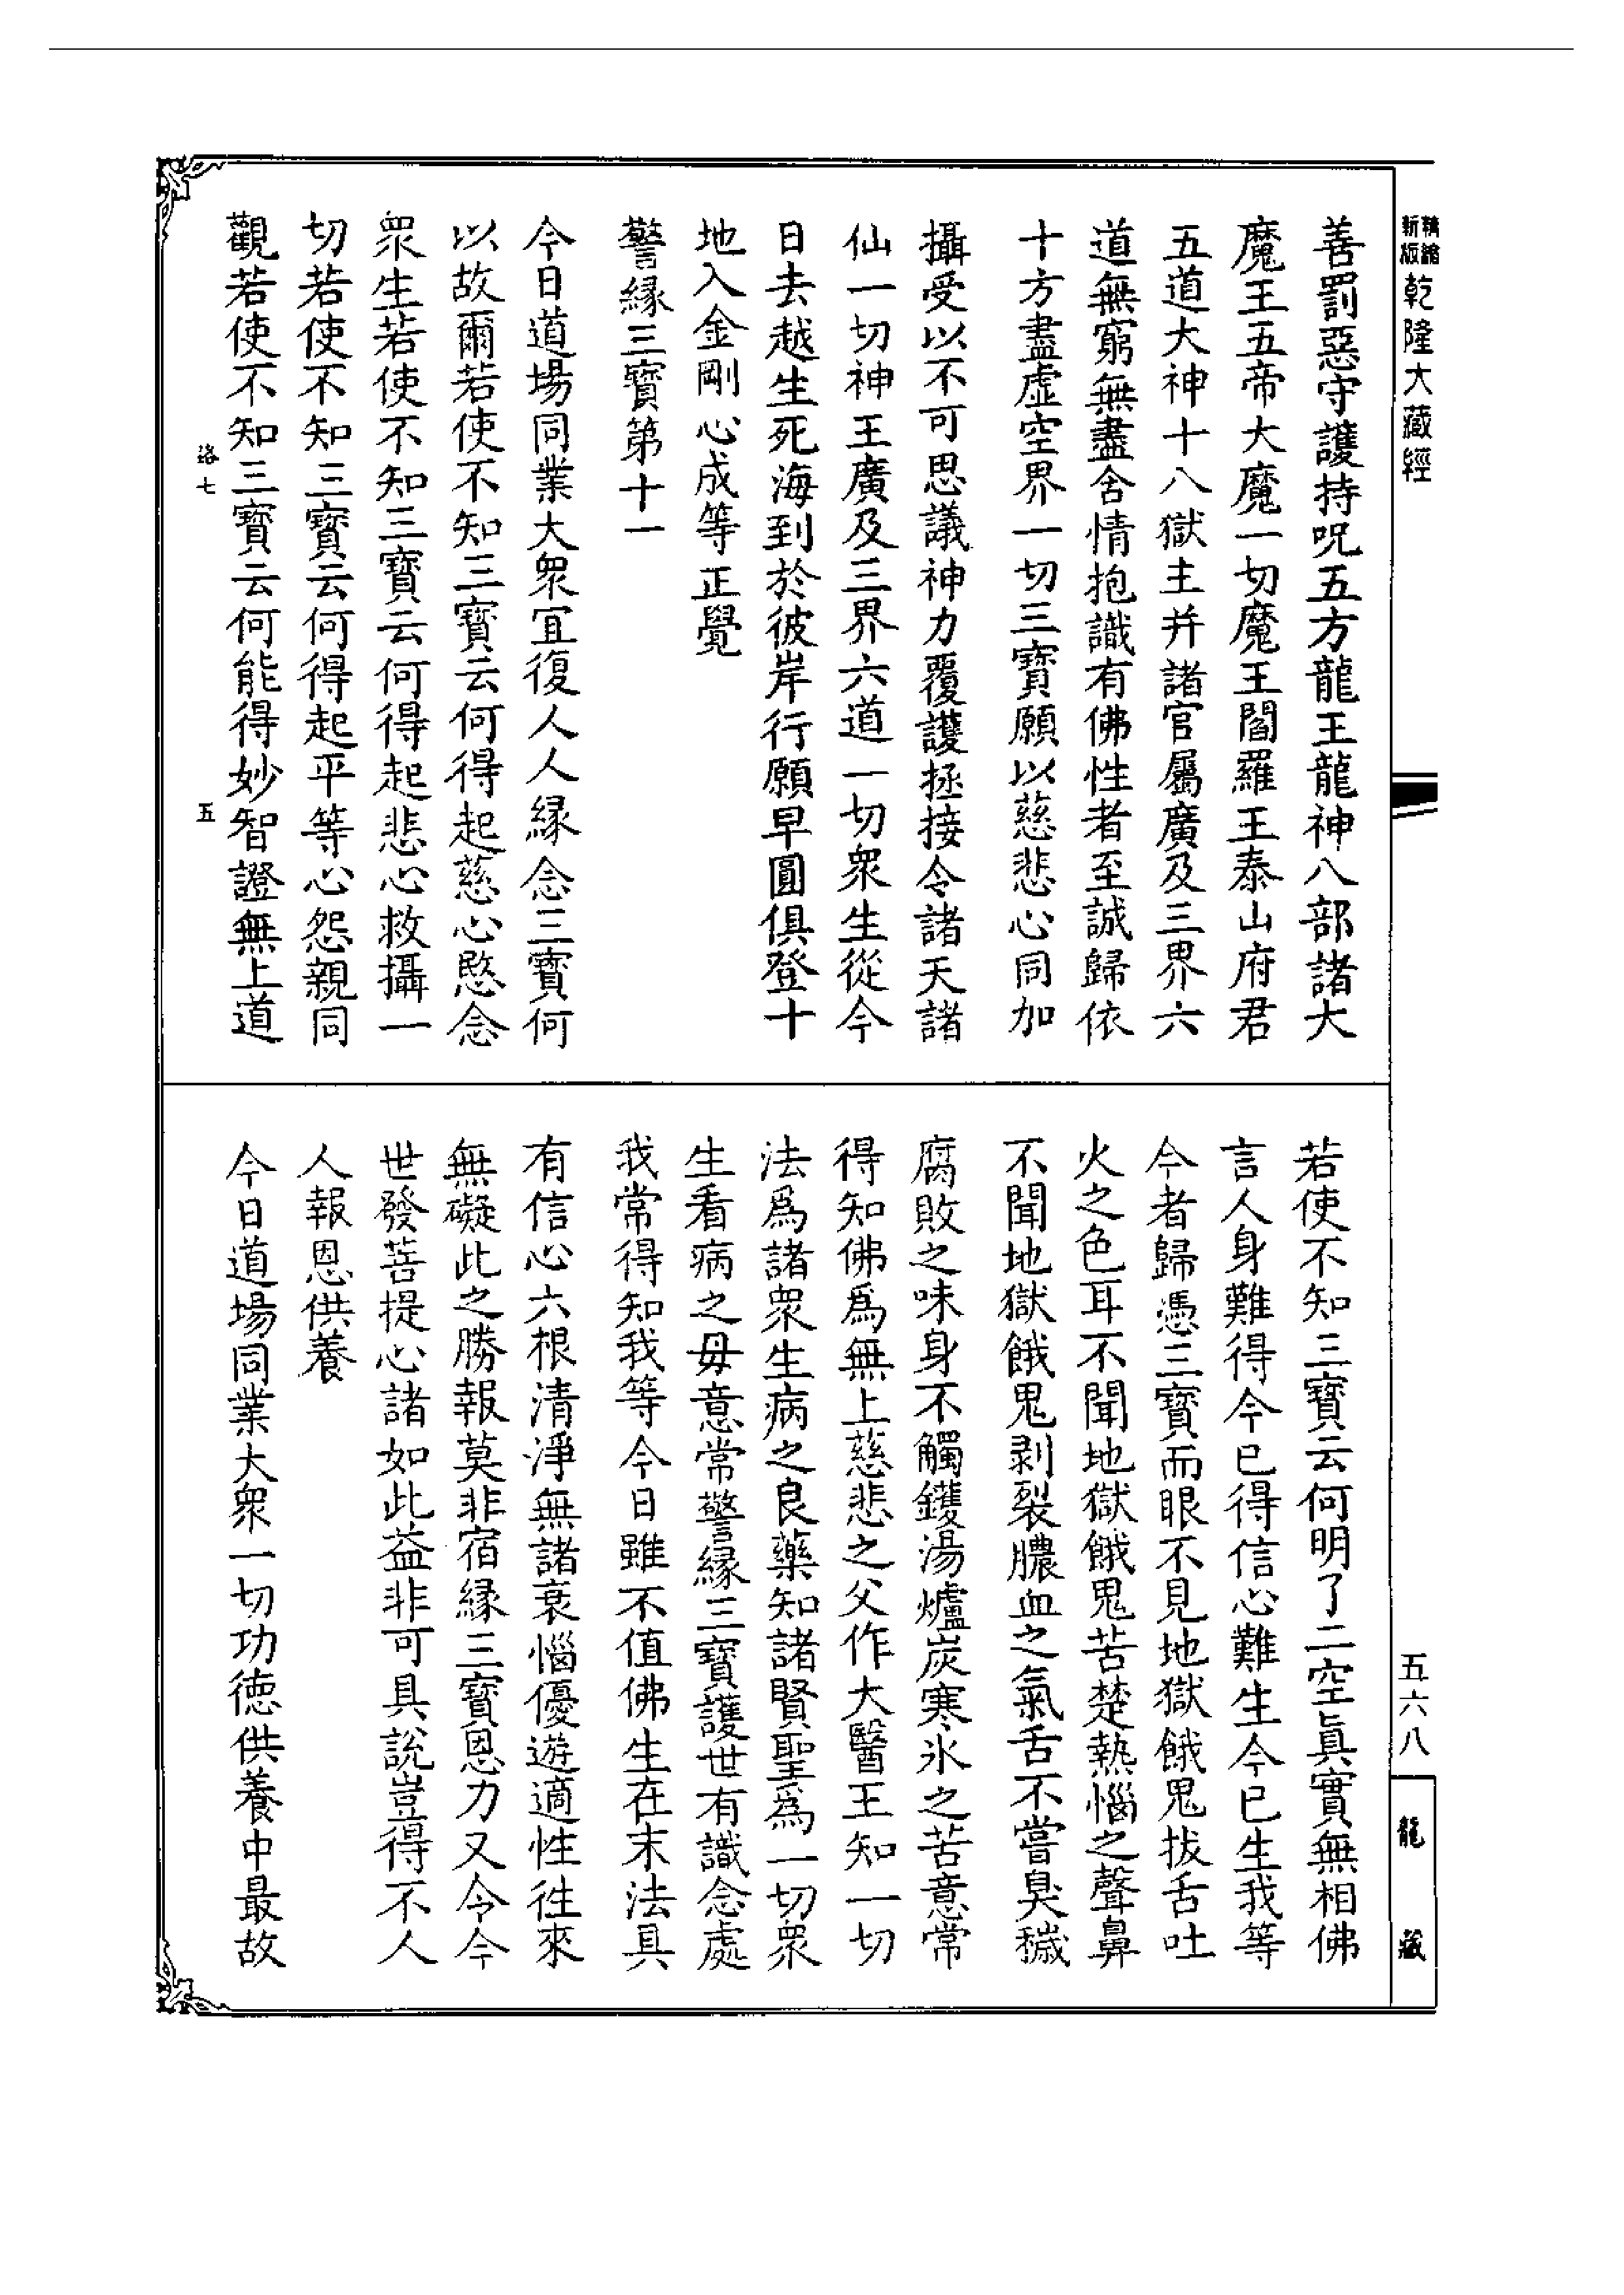 新版
精縮
乾隆大藏經
善罰惡守護持呪五方龍王龍神八部諸大
魔王五帝大魔一切魔王閻羅王泰山府君
五道大神十八獄主并諸官屬廣及三界六
道無窮無盡含情抱識有佛性者至誠歸依
十方盡虛空界一切三寶願以慈悲心同加
攝受以不可思議神力覆護拯接令諸天諸
仙一切神王廣及三界六道一切衆生從今
日去越生死海到於彼岸行願早圓俱登十
地入金剛心成等正覺
警緣三寶第十一
今日道場同業大衆宜復人人緣念三寶何
以故爾若使不知三寶云何得起慈心愍念
衆生若使不知三寶云何得起悲心救攝一
切若使不知三寶云何得起平等心怨親同
觀若使不知三寶云何能得妙智證無上道
洛七
五
若使不知三寶云何明了二空眞實無相佛
言人身難得今已得信心難生今已生我等
今者歸憑三寶而眼不見地獄餓鬼拔舌吐
火之色耳不聞地獄餓鬼苦楚熱惱之聲鼻
不聞地獄餓鬼剥裂膿血之氣舌不嘗臭穢
腐敗之味身不觸鑊湯爐炭寒氷之苦意常
得知佛爲無上慈悲之父作大醫王知一切
法爲諸衆生病之良藥知諸賢聖爲一切衆
生看病之毋意常警緣三寶護世有識念處
我常得知我等今日雖不值佛生在末法具
有信心六根清淨無諸衰惱優遊適性徃來
無礙此之勝報莫非宿緣三寶恩力又令今
世發菩提心諸如此益非可具說豈得不人
人報恩供養
今日道場同業大衆一切功德供養中最故
五六八
龍藏